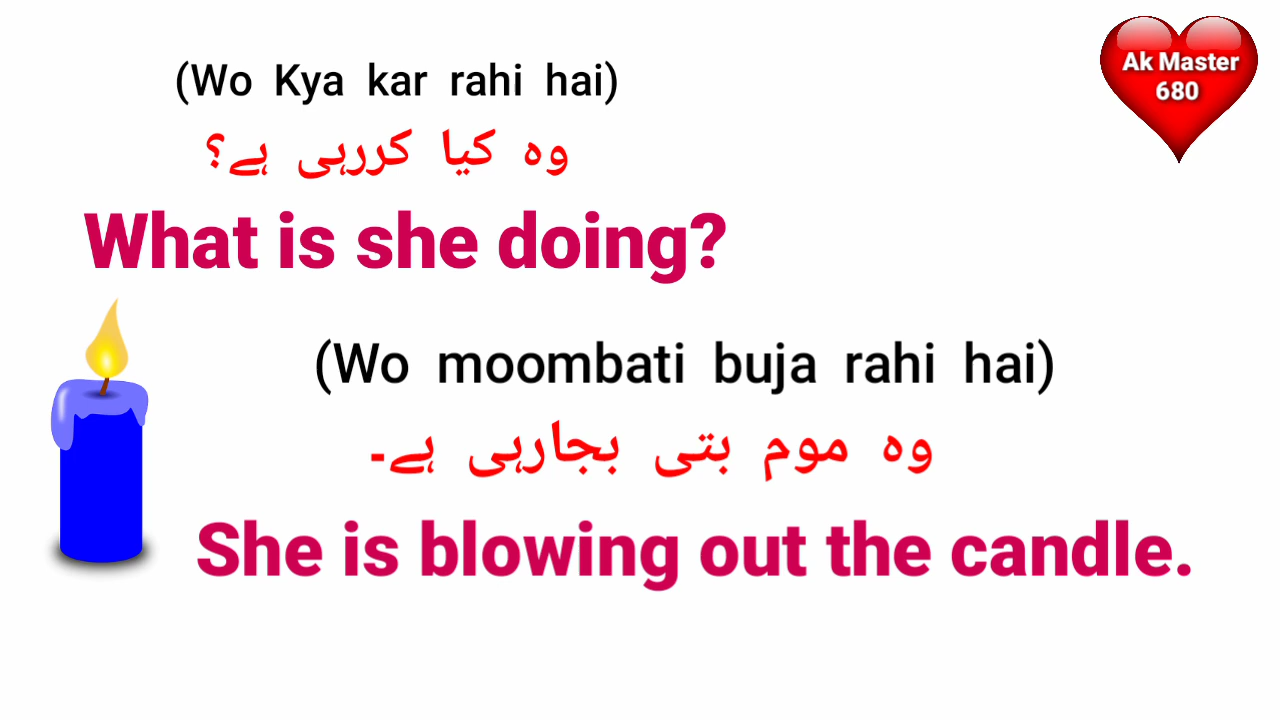 (Wo Kya kar rahi hai)
وہ کیا کررہی ہے؟
What is she doing?
(Wo moombati buja rahi hai)
وہ موم بتی بجارہی ہے۔
She is blowing out the candle.
Ak Master
680